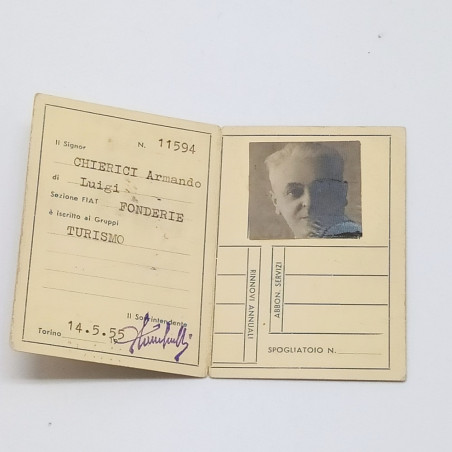 Il Signor N. 11594
CHIERICI Armando
di Luigi
Sezione FIAT FONDERIE
è iscritto ai Gruppi
TURISMO
Il Soprintendente
Torino 14.5.55
RINNOVI ANNUALI
ABBON. SERVIZI
SPOGLIATOIO N.